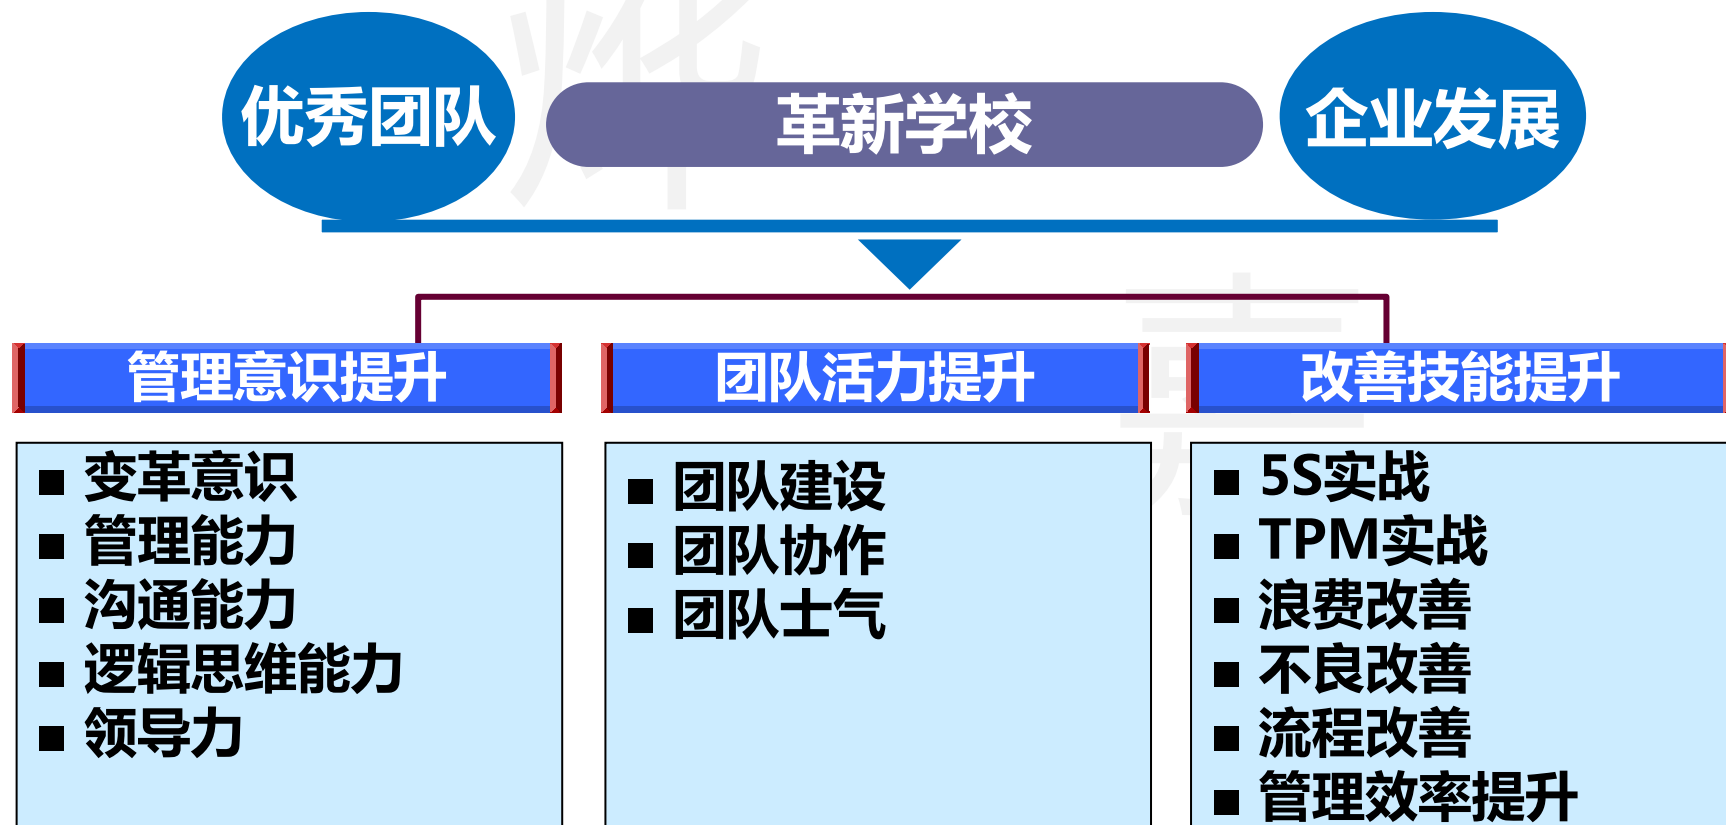 优秀团队
革新学校
企业发展
管理意识提升
变革意识
管理能力
沟通能力
逻辑思维能力
领导力
团队活力提升
团队建设
团队协作
团队士气
改善技能提升
5S实战
TPM实战
浪费改善
不良改善
流程改善
管理效率提升